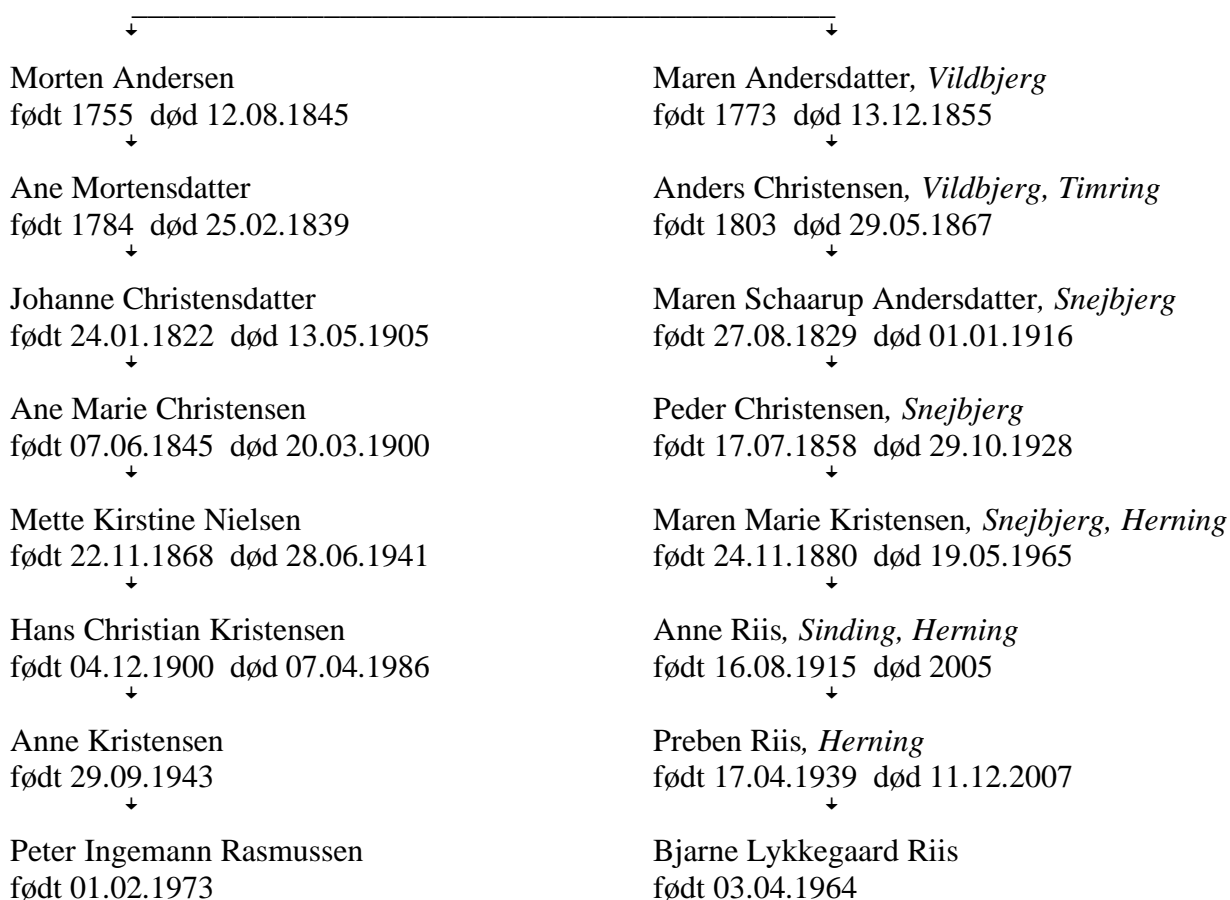 Morten Andersen
født 1755  død 12.08.1845
Ane Mortensdatter
født 1784  død 25.02.1839
Johanne Christensdatter
født 24.01.1822  død 13.05.1905
Ane Marie Christensen
født 07.06.1845  død 20.03.1900
Mette Kirstine Nielsen
født 22.11.1868  død 28.06.1941
Hans Christian Kristensen
født 04.12.1900  død 07.04.1986
Anne Kristensen
født 29.09.1943
Peter Ingemann Rasmussen
født 01.02.1973
Maren Andersdatter, Vildbjerg
født 1773  død 13.12.1855
Anders Christensen, Vildbjerg, Timring
født 1803  død 29.05.1867
Maren Schaarup Andersdatter, Snejbjerg
født 27.08.1829  død 01.01.1916
Peder Christensen, Snejbjerg
født 17.07.1858  død 29.10.1928
Maren Marie Kristensen, Snejbjerg, Herning
født 24.11.1880  død 19.05.1965
Anne Riis, Sinding, Herning
født 16.08.1915  død 2005
Preben Riis, Herning
født 17.04.1939  død 11.12.2007
Bjarne Lykkegaard Riis
født 03.04.1964